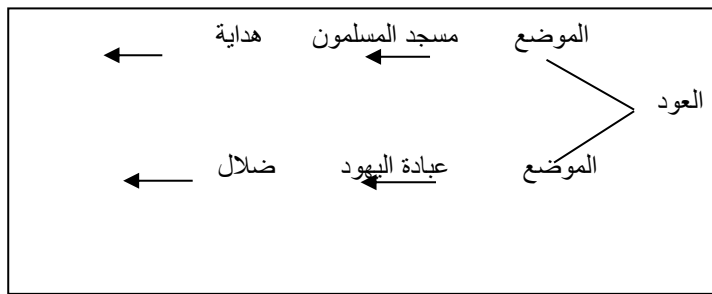 الموضع مسجد المسلمون هداية
العود
الموضع عبادة اليهود ضلال